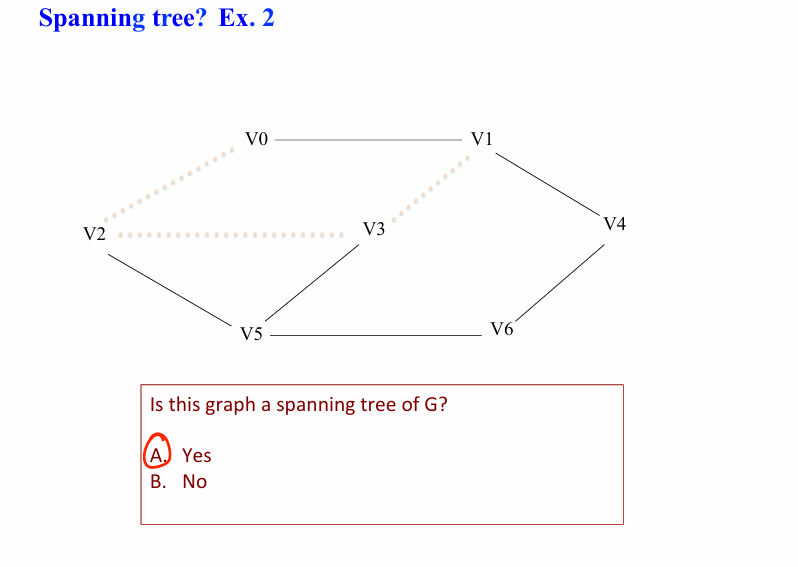 Spanning tree? Ex. 2
V0 V1
V4
V3
V2
V6
V5
Is this graph a spanning tree of G?
A. Yes
B. No